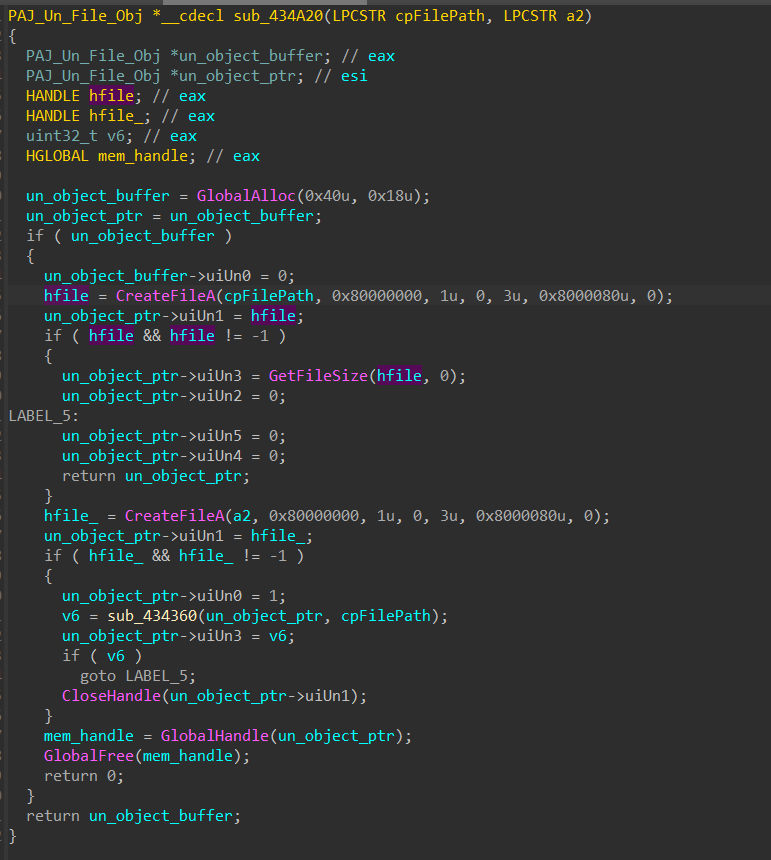 PAJ_Un_File_Obj *__cdecl sub_434A20(LPCSTR cpFilePath, LPCSTR a2)
{
  PAJ_Un_File_Obj *un_object_buffer; // eax
  PAJ_Un_File_Obj *un_object_ptr; // esi
  HANDLE hfile; // eax
  HANDLE hfile_; // eax
  uint32_t v6; // eax
  HGLOBAL mem_handle; // eax

  un_object_buffer = GlobalAlloc(0x40u, 0x18u);
  un_object_ptr = un_object_buffer;
  if ( un_object_buffer )
  {
    un_object_buffer->uiUn0 = 0;
    hfile = CreateFileA(cpFilePath, 0x80000000, 1u, 0, 3u, 0x8000080u, 0);
    un_object_ptr->uiUn1 = hfile;
    if ( hfile && hfile != -1 )
    {
      un_object_ptr->uiUn3 = GetFileSize(hfile, 0);
      un_object_ptr->uiUn2 = 0;
LABEL_5:
      un_object_ptr->uiUn5 = 0;
      un_object_ptr->uiUn4 = 0;
      return un_object_ptr;
    }
    hfile_ = CreateFileA(a2, 0x80000000, 1u, 0, 3u, 0x8000080u, 0);
    un_object_ptr->uiUn1 = hfile_;
    if ( hfile_ && hfile_ != -1 )
    {
      un_object_ptr->uiUn0 = 1;
      v6 = sub_434360(un_object_ptr, cpFilePath);
      un_object_ptr->uiUn3 = v6;
      if ( v6 )
        goto LABEL_5;
      CloseHandle(un_object_ptr->uiUn1);
    }
    mem_handle = GlobalHandle(un_object_ptr);
    GlobalFree(mem_handle);
    return 0;
  }
  return un_object_buffer;
}